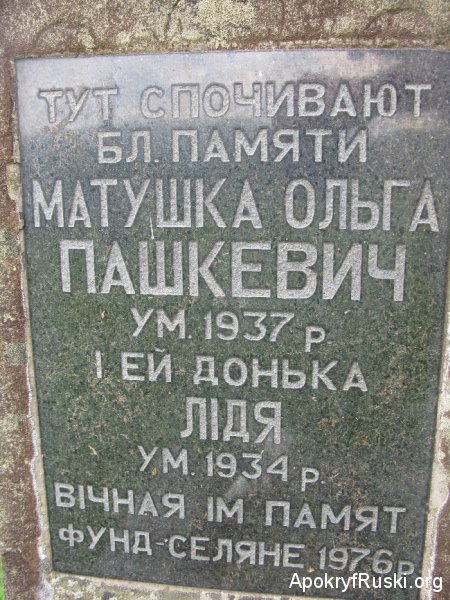 ТУТ СПОЧИВАЮТ
БЛ. ПАМЯТИ
МАТУШКА ОЛЬГА
ПАШКЕВИЧ
УМ. 1937 р.
І ЕЙ ДОНЬКА
ЛІДЯ
УМ. 1934 р.
ВІЧНАЯ ІМ ПАМЯТ
ФУНД-СЕЛЯНЕ 1976 р.
ApokryfRuski.org